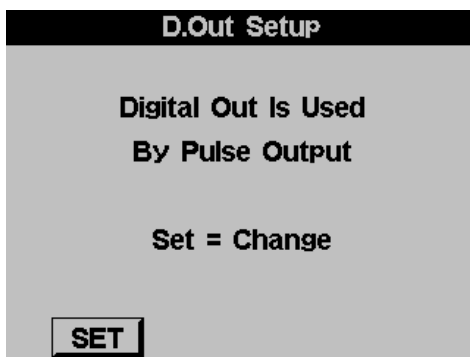 D.Out Setup
Digital Out Is Used
By Pulse Output
Set = Change
SET